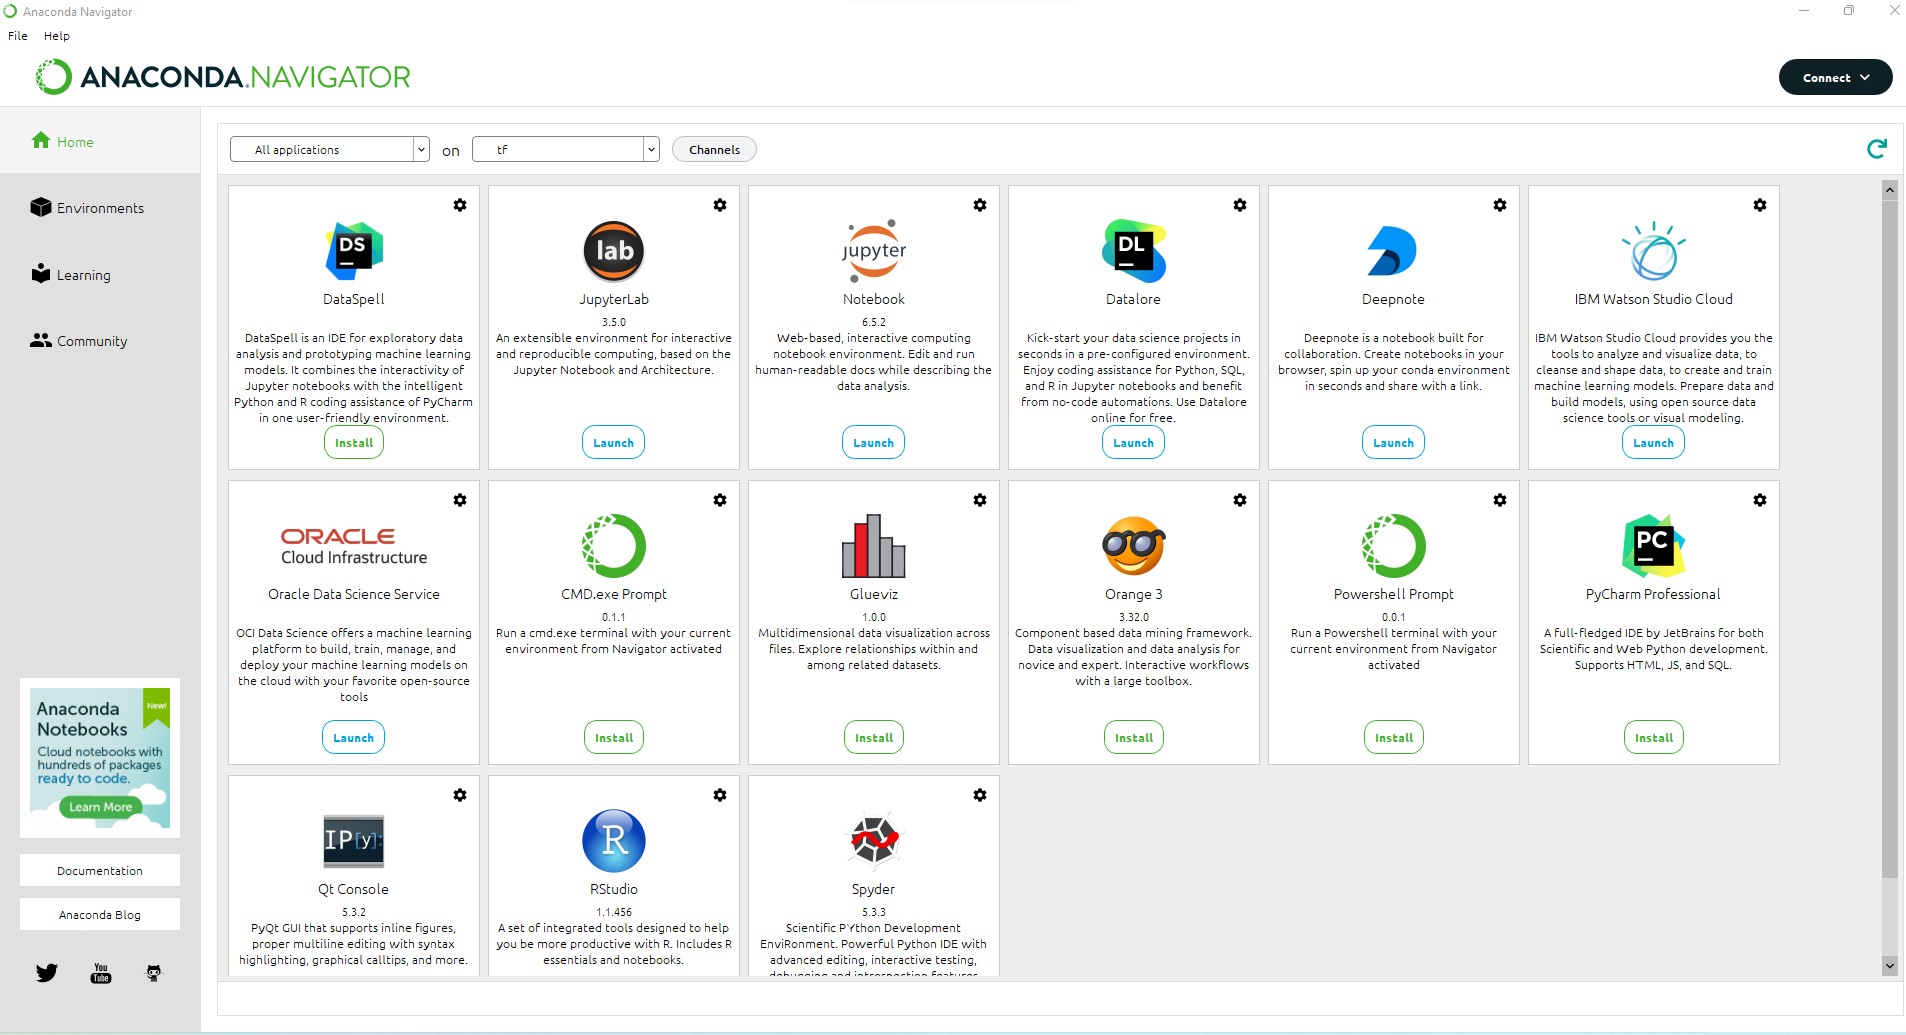 Anaconda Navigator
File Help
ANACONDA.NAVIGATOR
Connect
Home
Environments
Learning
Community
All applications on tf Channels
DS
DataSpell
DataSpell is an IDE for exploratory data
analysis and prototyping machine learning
models. It combines the interactivity of
Jupyter notebooks with the intelligent
Python and R coding assistance of PyCharm
in one user-friendly environment.
Install
lab
JupyterLab
3.5.0
An extensible environment for interactive
and reproducible computing, based on the
Jupyter Notebook and Architecture.
Launch
jupyter
Notebook
6.5.2
Web-based, interactive computing
notebook environment. Edit and run
human-readable docs while describing the
data analysis.
Launch
DL
Datalore
Kick-start your data science projects in
seconds in a pre-configured environment.
Enjoy coding assistance for Python, SQL,
and R in Jupyter notebooks and benefit
from no-code automations. Use Datalore
online for free.
Launch
Deepnote
Deepnote is a notebook built for
collaboration. Create notebooks in your
browser, spin up your conda environment
in seconds and share with a link.
Launch
IBM Watson Studio Cloud
IBM Watson Studio Cloud provides you the
tools to analyze and visualize data, to
cleanse and shape data, to create and train
machine learning models. Prepare data and
build models, using open source data
science tools or visual modeling.
Launch
ORACLE
Cloud Infrastructure
Oracle Data Science Service
OCI Data Science offers a machine learning
platform to build, train, manage, and
deploy your machine learning models on
the cloud with your favorite open-source
tools
Launch
CMD.exe Prompt
0.1.1
Run a cmd.exe terminal with your current
environment from Navigator activated
Install
Glueviz
1.0.0
Multidimensional data visualization across
files. Explore relationships within and
among related datasets.
Install
Orange 3
3.32.0
Component based data mining framework.
Data visualization and data analysis for
novice and expert. Interactive workflows
with a large toolbox.
Install
Powershell Prompt
0.0.1
Run a Powershell terminal with your
current environment from Navigator
activated
Install
PC
PyCharm Professional
A full-fledged IDE by JetBrains for both
Scientific and Web Python development.
Supports HTML, JS, and SQL.
Install
IP[y]:
Qt Console
5.3.2
PyQt GUI that supports inline figures,
proper multiline editing with syntax
highlighting, graphical calltips, and more.
R
RStudio
1.1.456
A set of integrated tools designed to help
you be more productive with R. Includes R
essentials and notebooks.
Spyder
5.3.3
Scientific PYthon Development
EnviRonment. Powerful Python IDE with
advanced editing, interactive testing,
debugging and introspection features
Anaconda
Notebooks
New!
Cloud notebooks with
hundreds of packages
ready to code.
Learn More
Documentation
Anaconda Blog
You
Tube